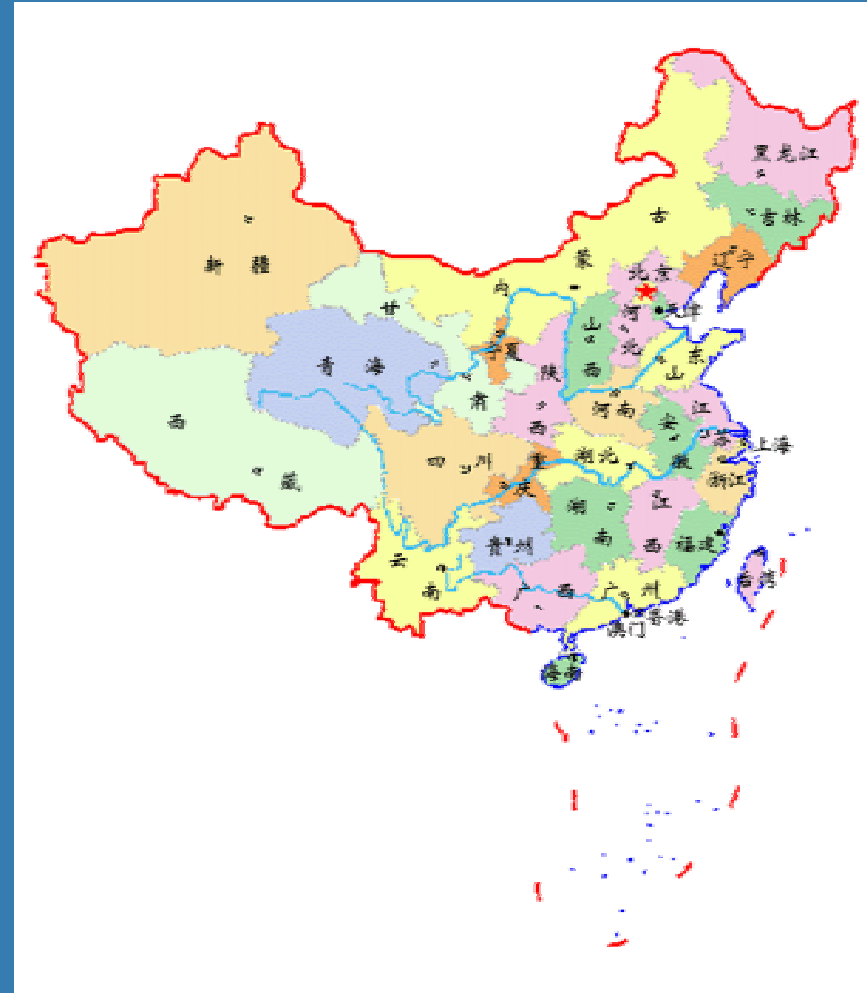 黑龙江
吉林
辽宁
内蒙古
北京
天津
河北
新疆
甘肃
宁夏
山西
山东
青海
陕西
河南
江苏
安徽
上海
西藏
四川
重庆
湖北
浙江
湖南
江西
福建
贵州
云南
广西
广州
台湾
香港
澳门
海南